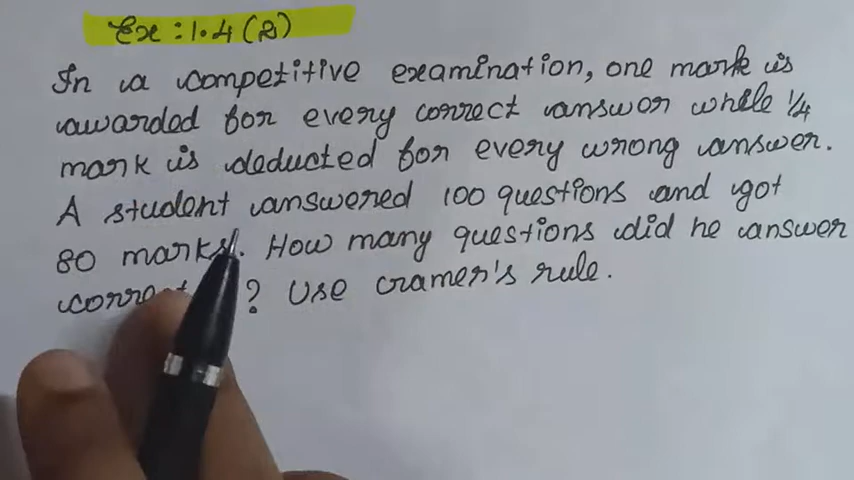 Ex : 1.4 (2)
In a competitive examination, one mark is
awarded for every correct answer while 1/4
mark is deducted for every wrong answer.
A student answered 100 questions and got
80 marks. How many questions did he answer
? Use cramer's rule.